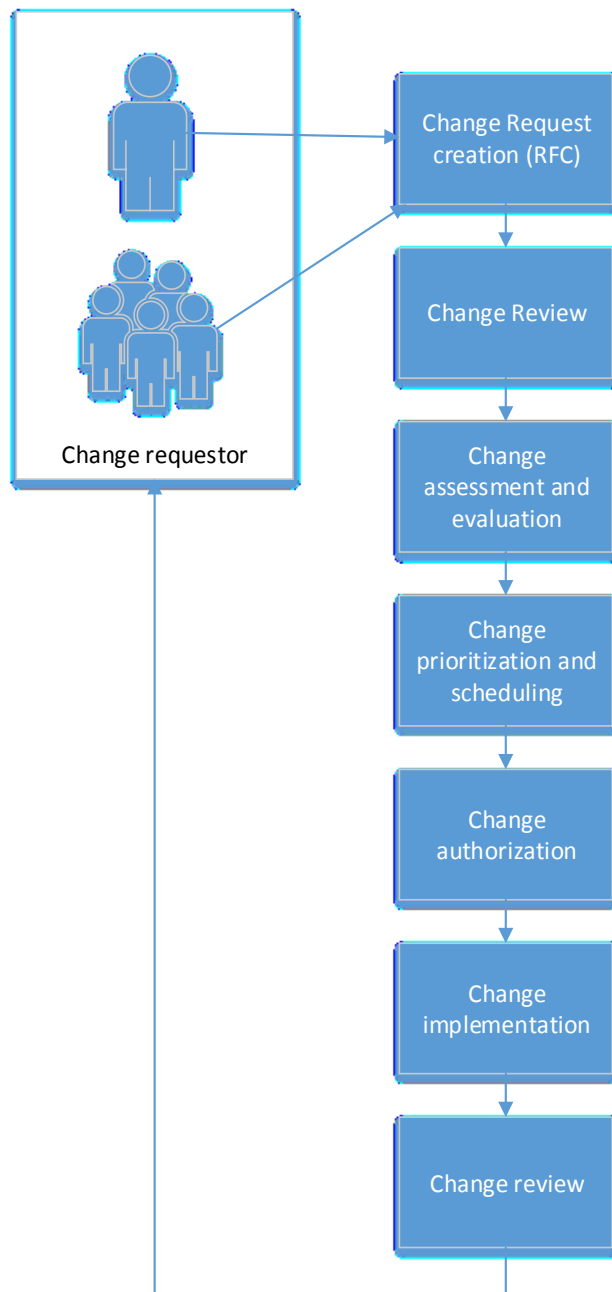 Change Request
creation (RFC)
Change Review
Change requestor
Change
assessment and
evaluation
Change
prioritization and
scheduling
Change
authorization
Change
implementation
Change review